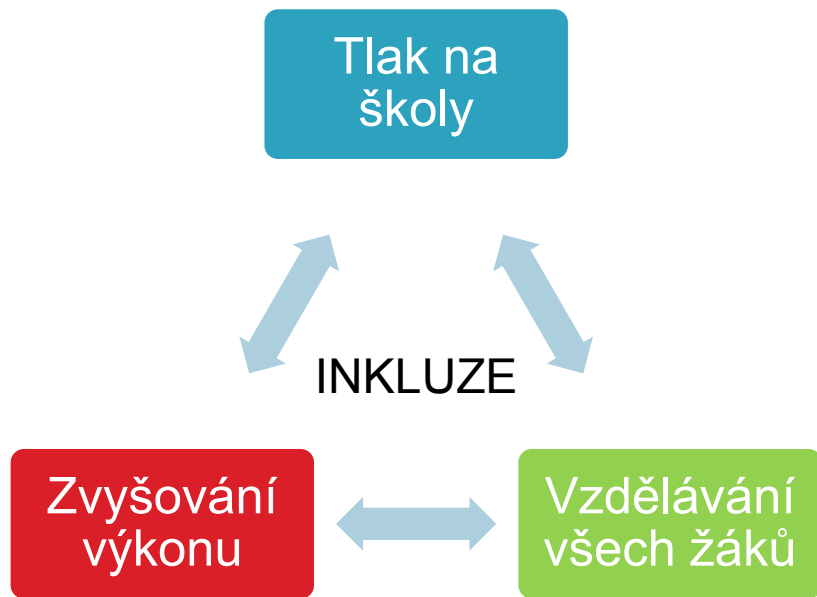 Tlak na
školy
INKLUZE
Zvyšování
výkonu
Vzdělávání
všech žáků